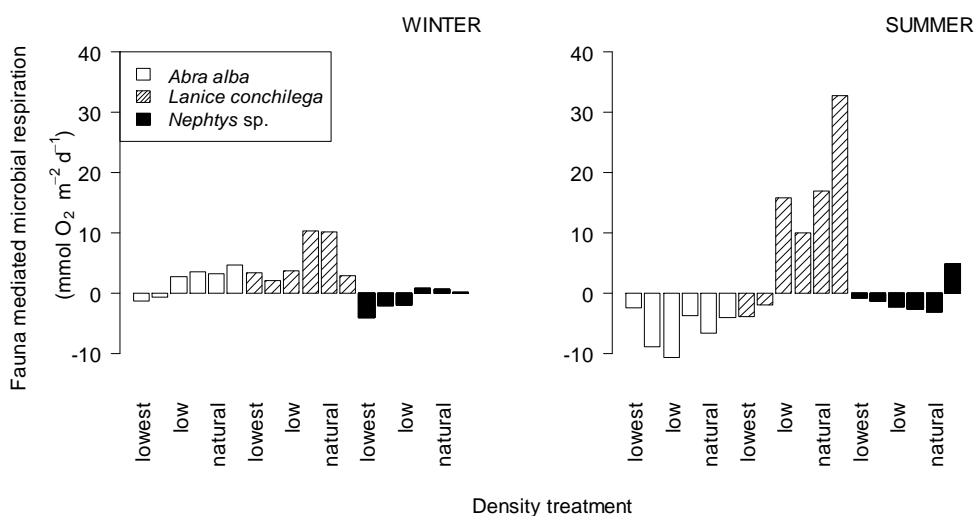 WINTER
SUMMER
Fauna mediated microbial respiration
(mmol O₂ m⁻² d⁻¹)
40
30
20
10
0
-10
Abra alba
Lanice conchilega
Nephtys sp.
lowest
low
natural
lowest
low
natural
lowest
low
natural
40
30
20
10
0
-10
lowest
low
natural
lowest
low
natural
lowest
low
natural
Density treatment